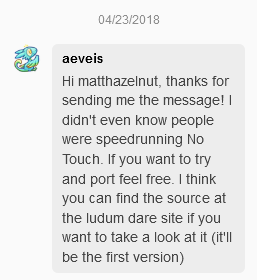 04/23/2018
aeveis
Hi matthazelnut, thanks for
sending me the message! I
didn't even know people
were speedrunning No
Touch. If you want to try
and port feel free. I think
you can find the source at
the ludum dare site if you
want to take a look at it (it'll
be the first version)